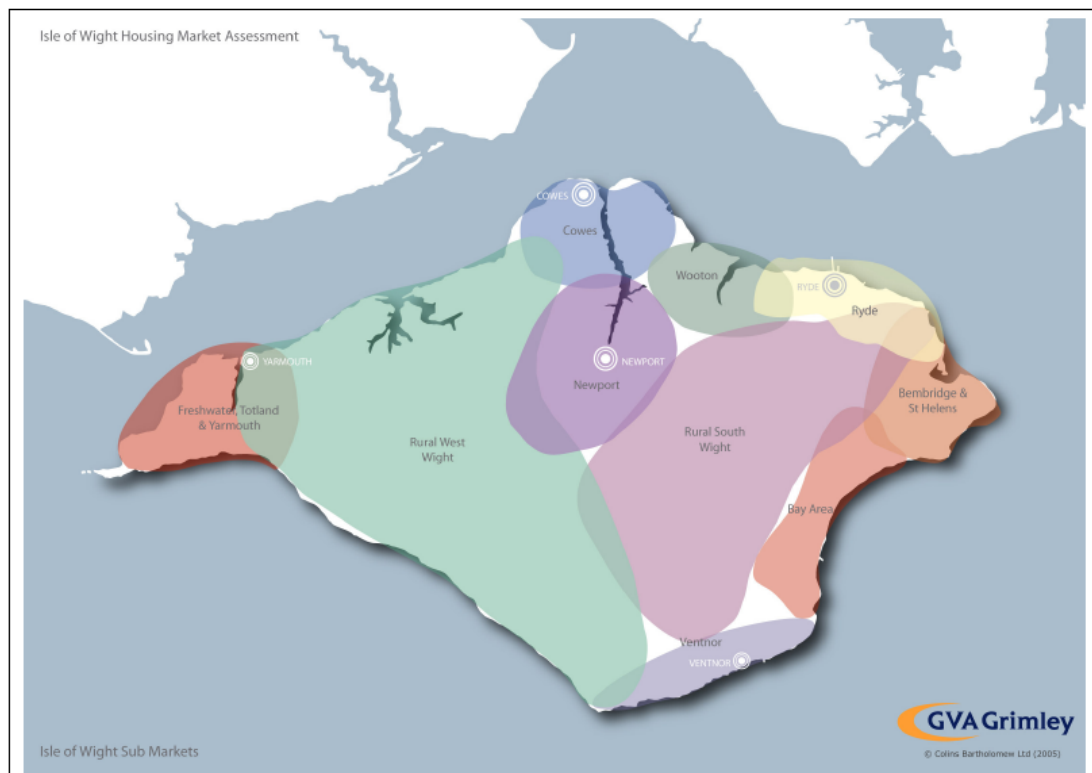 Isle of Wight Housing Market Assessment
COWES
Cowes
Wooton
RYDE
Ryde
YARMOUTH
NEWPORT
Newport
Freshwater, Totland
& Yarmouth
Bembridge &
St Helens
Rural West
Wight
Rural South
Wight
Bay Area
Ventnor
VENTNOR
GVA Grimley
© Colins Bartholomew Ltd (2005)
Isle of Wight Sub Markets